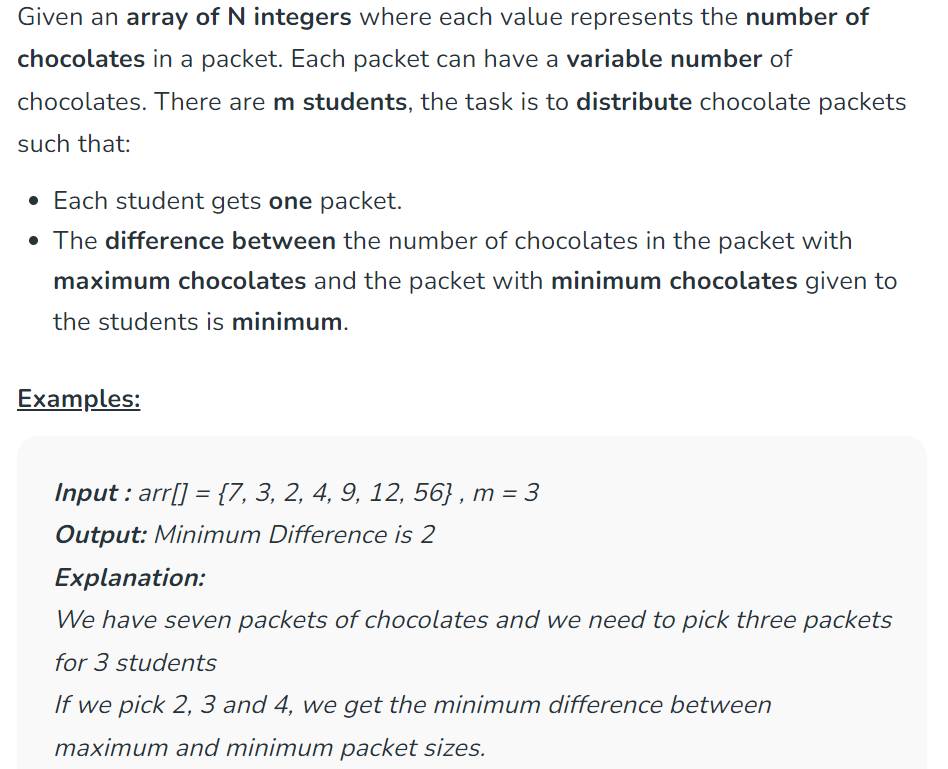 Given an array of N integers where each value represents the number of
chocolates in a packet. Each packet can have a variable number of
chocolates. There are m students, the task is to distribute chocolate packets
such that:
• Each student gets one packet.
• The difference between the number of chocolates in the packet with
maximum chocolates and the packet with minimum chocolates given to
the students is minimum.
Examples:
Input : arr[] = {7, 3, 2, 4, 9, 12, 56} , m = 3
Output: Minimum Difference is 2
Explanation:
We have seven packets of chocolates and we need to pick three packets
for 3 students
If we pick 2, 3 and 4, we get the minimum difference between
maximum and minimum packet sizes.